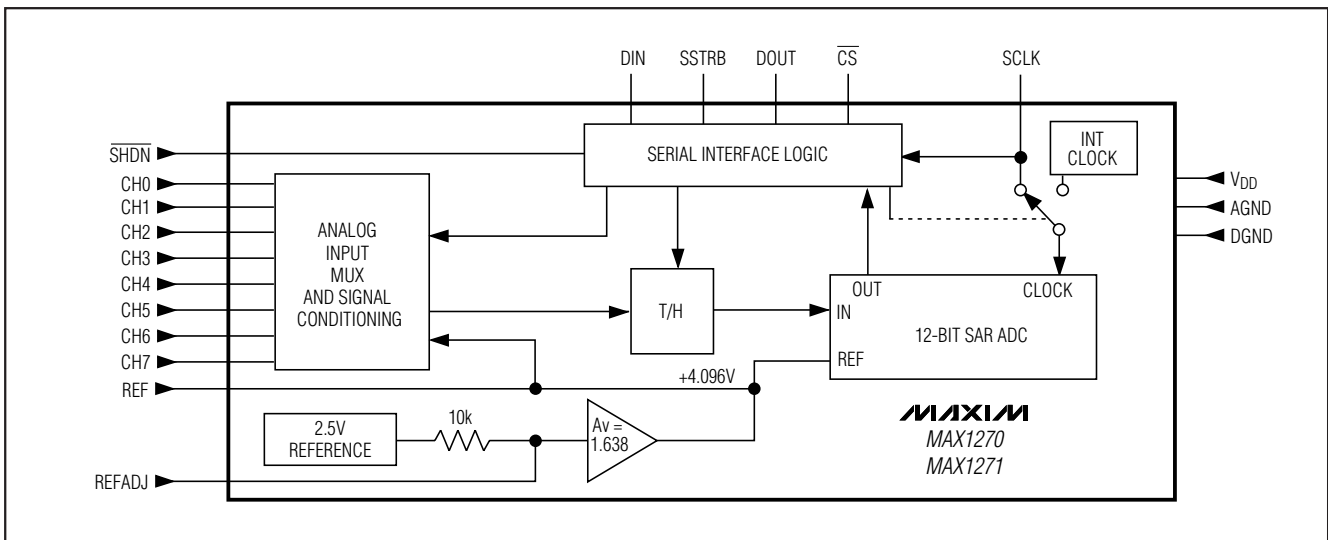 DIN SSTRB DOUT CS SCLK
SHDN
CH0
CH1
CH2
CH3
CH4
CH5
CH6
CH7
REF
REFADJ
ANALOG
INPUT
MUX
AND SIGNAL
CONDITIONING
SERIAL INTERFACE LOGIC
INT
CLOCK
VDD
AGND
DGND
T/H
OUT CLOCK
IN
12-BIT SAR ADC
REF
+4.096V
2.5V
REFERENCE
10k
Av =
1.638
MAXIM
MAX1270
MAX1271